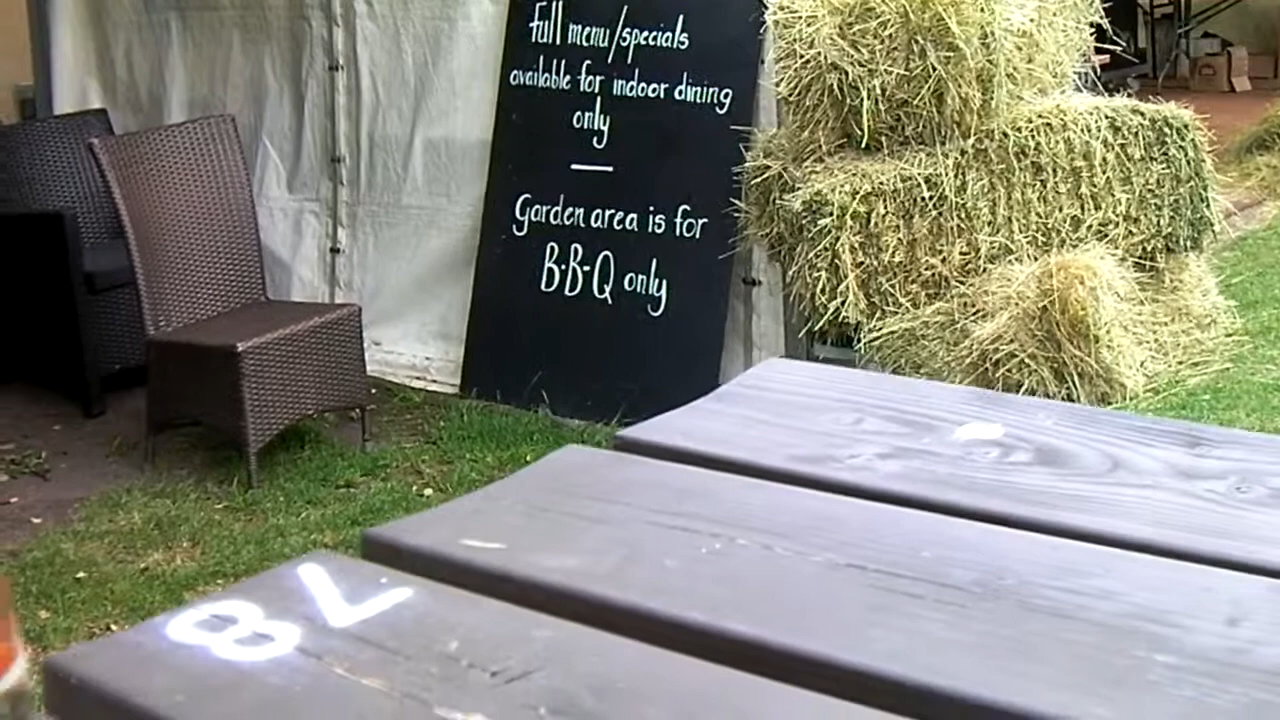 Full menu/specials
available for indoor dining
only
Garden area is for
B-B-Q only
78